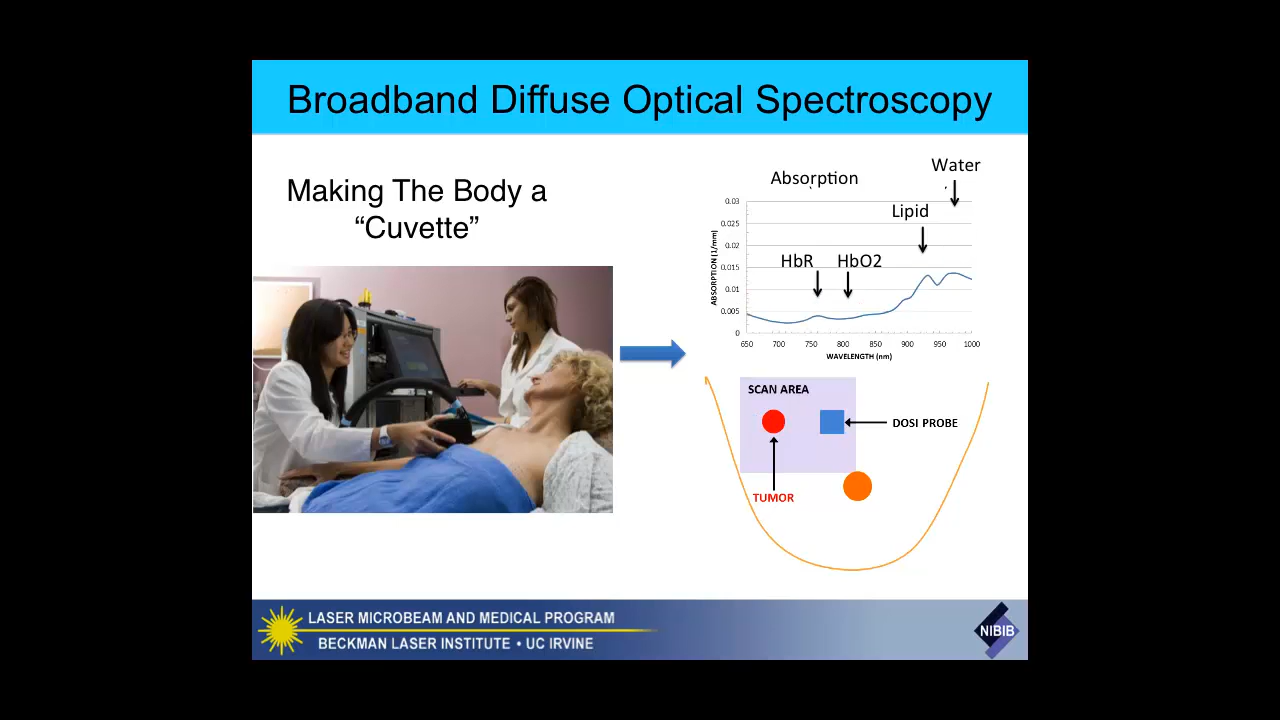 Broadband Diffuse Optical Spectroscopy
Making The Body a
“Cuvette”
Absorption
Water
Lipid
HbR
HbO2
ABSORPTION (1/mm)
0.03
0.025
0.02
0.015
0.01
0.005
0
650 700 750 800 850 900 950 1000
WAVELENGTH (nm)
SCAN AREA
DOSI PROBE
TUMOR
LASER MICROBEAM AND MEDICAL PROGRAM
BECKMAN LASER INSTITUTE • UC IRVINE
NIBIB